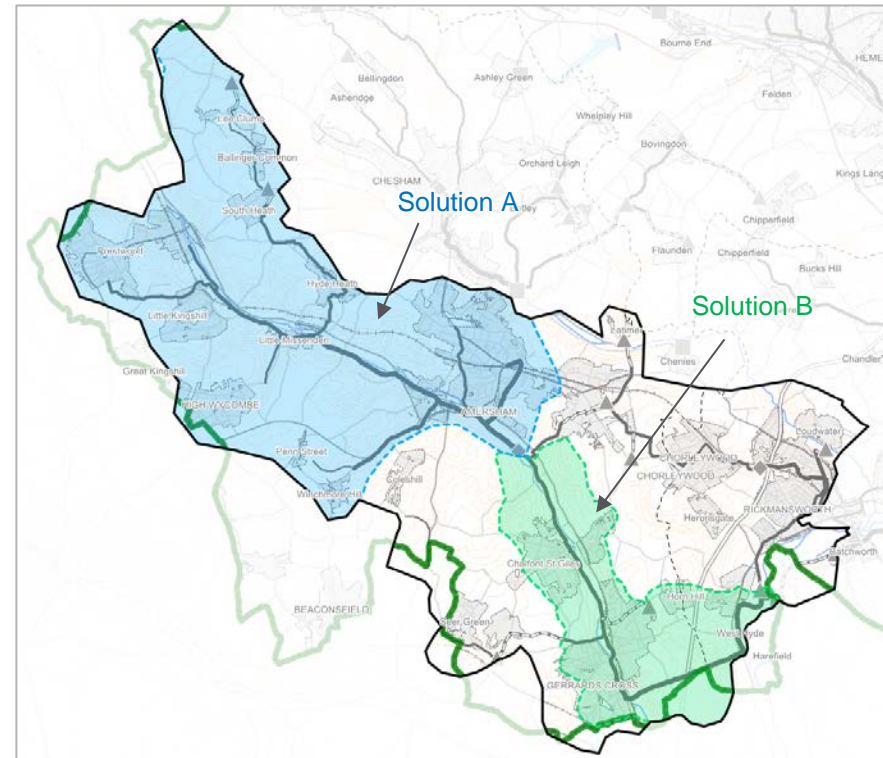 Bourne End
HEMEL
Bellingdon
Ashley Green
Felden
Asheridge
Lee Clump
Whelpley Hill
Ballinger Common
Bovingdon
Orchard Leigh
Kings Lang
CHESHAM
Solution A
South Heath
Chipperfield
Flaunden
Chipperfield
Prestwood
Bucks Hill
Hyde Heath
Solution B
Little Kingshill
Latimer
Little Missenden
Chenies
Chandler's
Great Kingshill
HIGH WYCOMBE
AMERSHAM
Loudwater
Penn Street
CHORLEYWOOD
CHORLEYWOOD
Coleshill
Winchmore Hill
RICKMANSWORTH
Heronsgate
Batchworth
Chalfont St Giles
BEACONSFIELD
Horn Hill
Seer Green
West Hyde
Harefield
GERRARDS CROSS